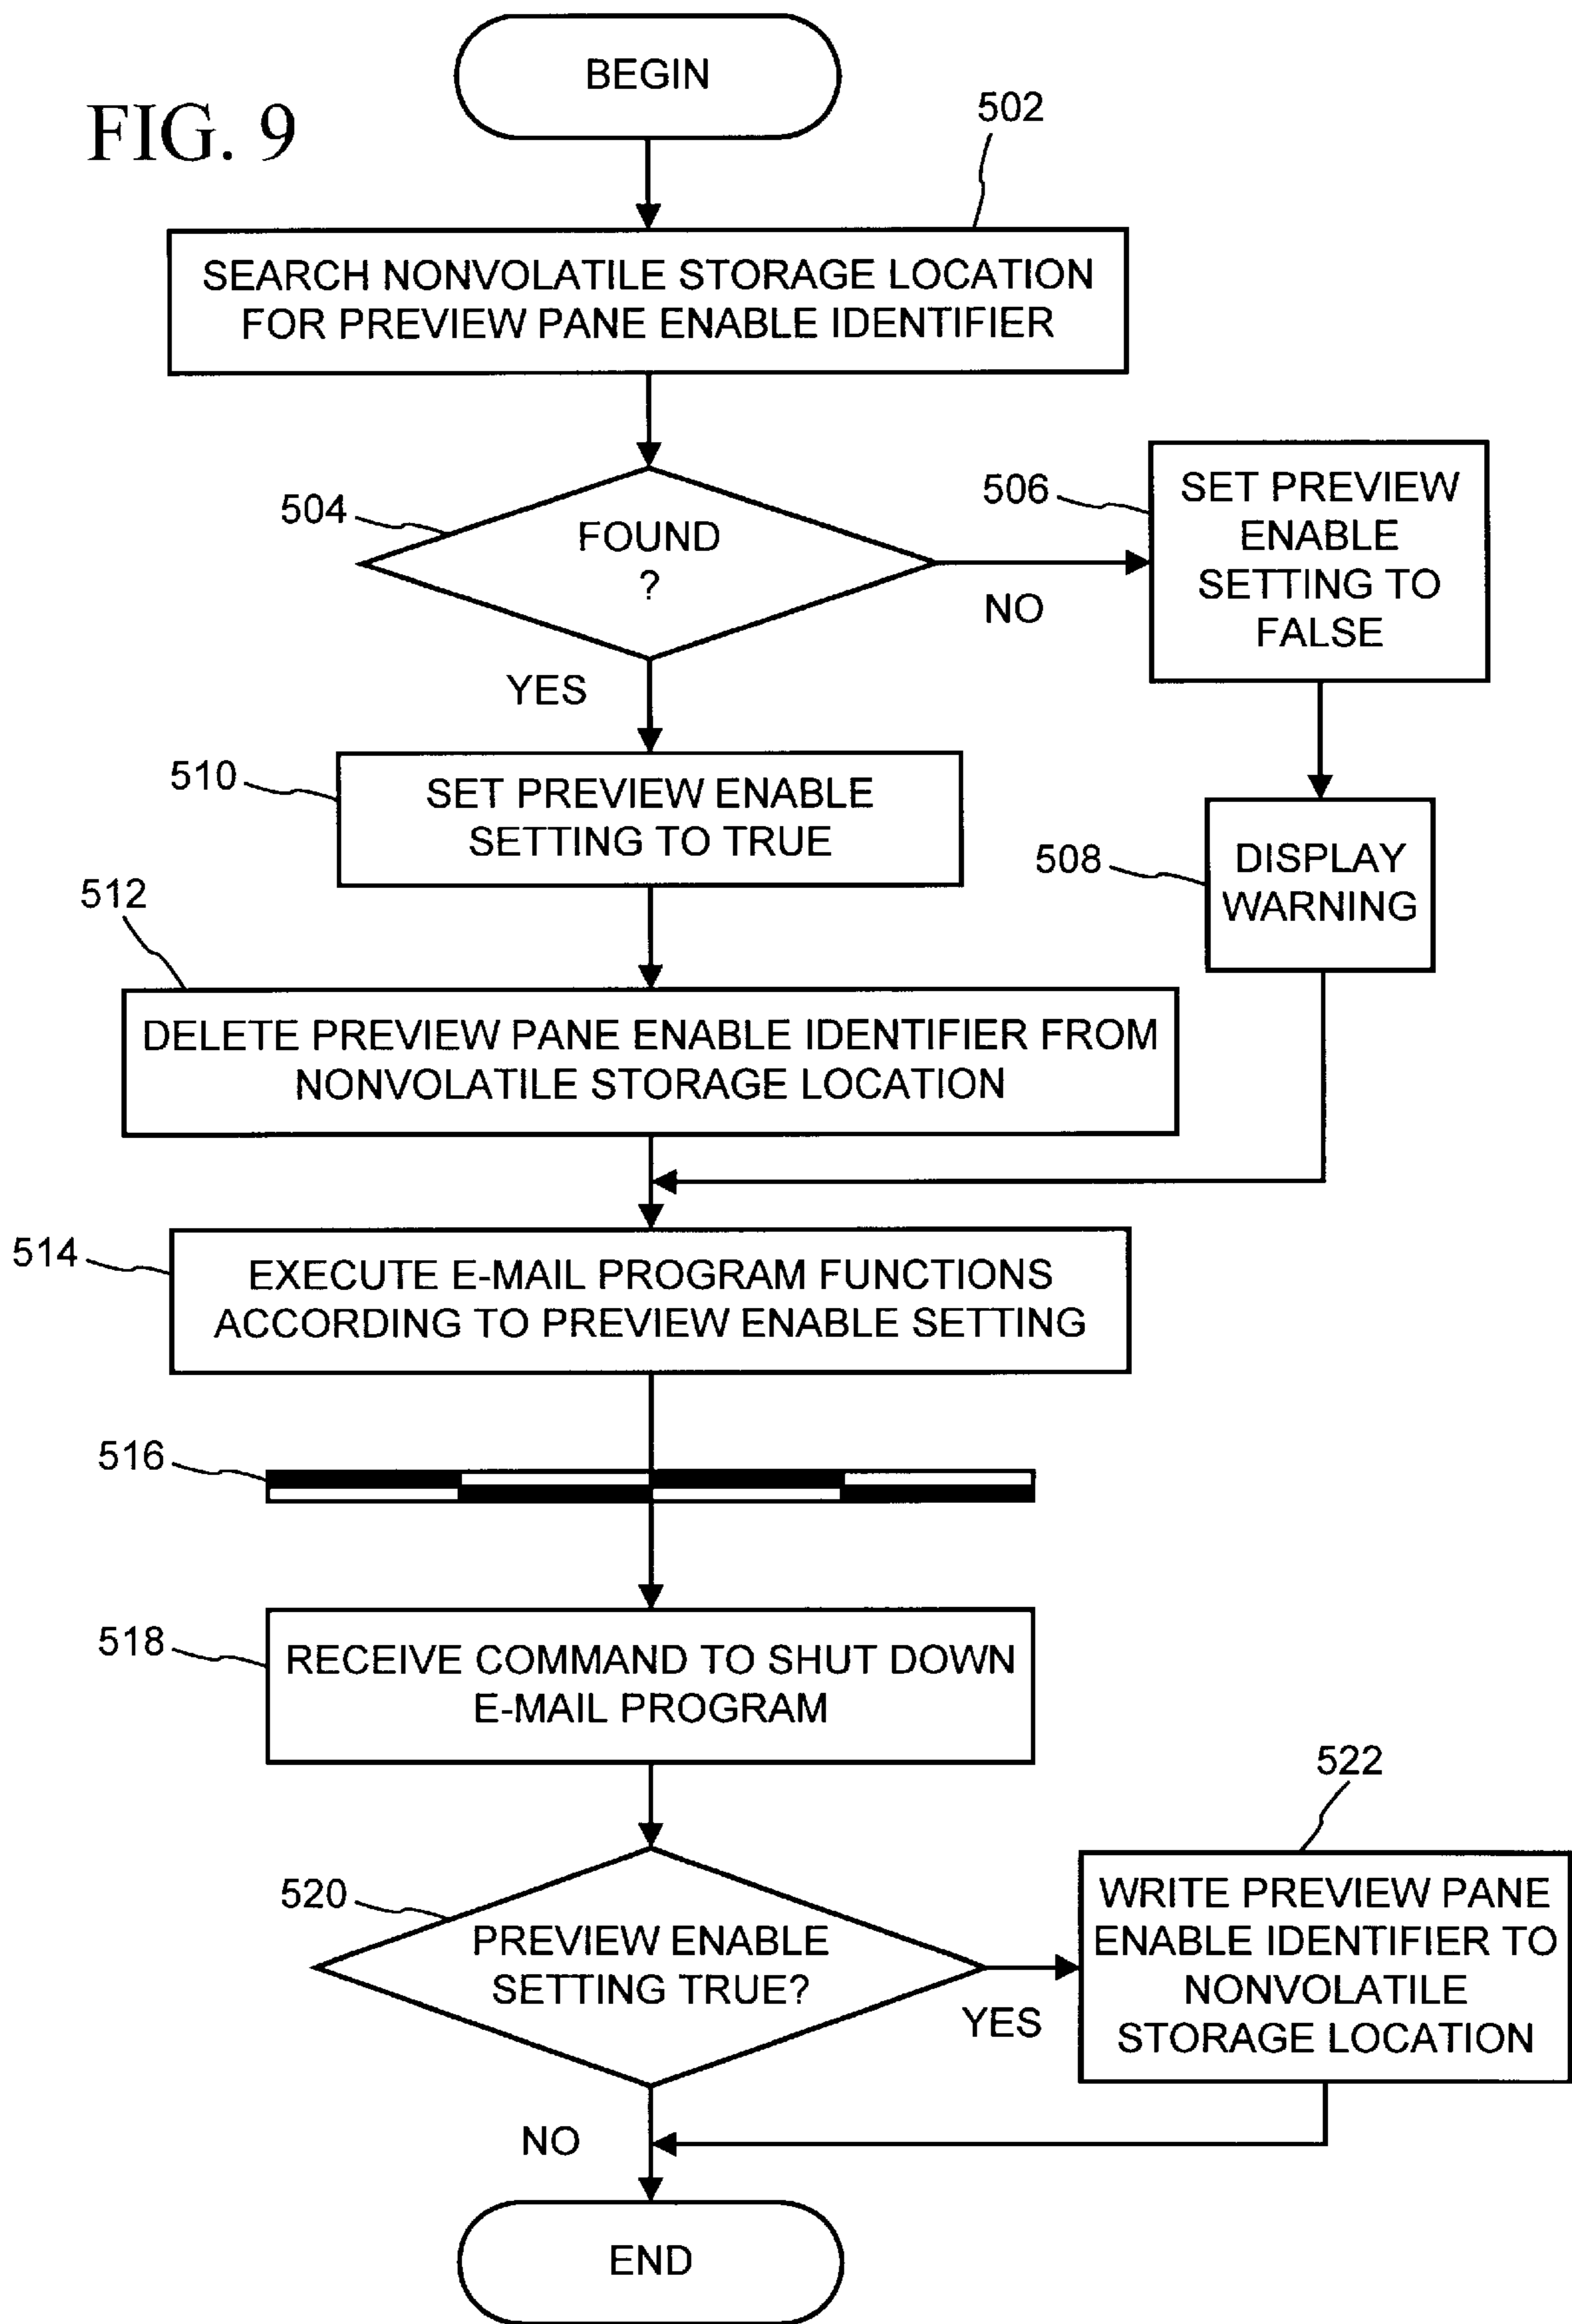 FIG. 9
BEGIN
502
SEARCH NONVOLATILE STORAGE LOCATION
FOR PREVIEW PANE ENABLE IDENTIFIER
504
FOUND
?
NO
506
SET PREVIEW
ENABLE
SETTING TO
FALSE
YES
508
DISPLAY
WARNING
510
SET PREVIEW ENABLE
SETTING TO TRUE
512
DELETE PREVIEW PANE ENABLE IDENTIFIER FROM
NONVOLATILE STORAGE LOCATION
514
EXECUTE E-MAIL PROGRAM FUNCTIONS
ACCORDING TO PREVIEW ENABLE SETTING
516
518
RECEIVE COMMAND TO SHUT DOWN
E-MAIL PROGRAM
520
PREVIEW ENABLE
SETTING TRUE?
YES
522
WRITE PREVIEW PANE
ENABLE IDENTIFIER TO
NONVOLATILE
STORAGE LOCATION
NO
END